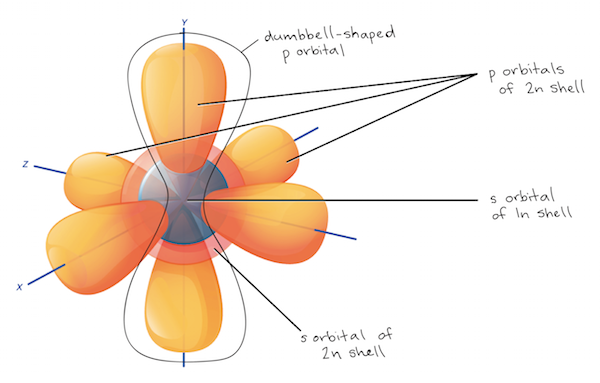 Y
dumbbell-shaped
p orbital
p orbitals
of 2n shell
Z
s orbital
of 1n shell
X
s orbital of
2n shell